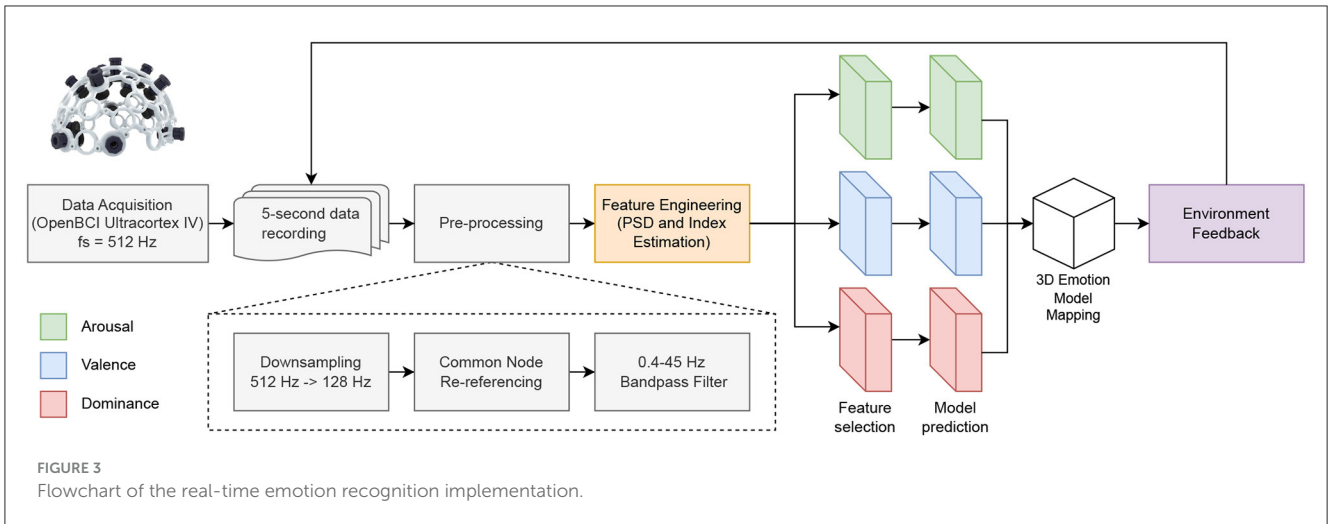 Data Acquisition
(OpenBCI Ultracortex IV)
fs = 512 Hz
5-second data
recording
Pre-processing
Feature Engineering
(PSD and Index
Estimation)
3D Emotion
Model
Mapping
Environment
Feedback
Arousal
Valence
Dominance
Downsampling
512 Hz -> 128 Hz
Common Node
Re-referencing
0.4-45 Hz
Bandpass Filter
Feature
selection
Model
prediction
FIGURE 3
Flowchart of the real-time emotion recognition implementation.